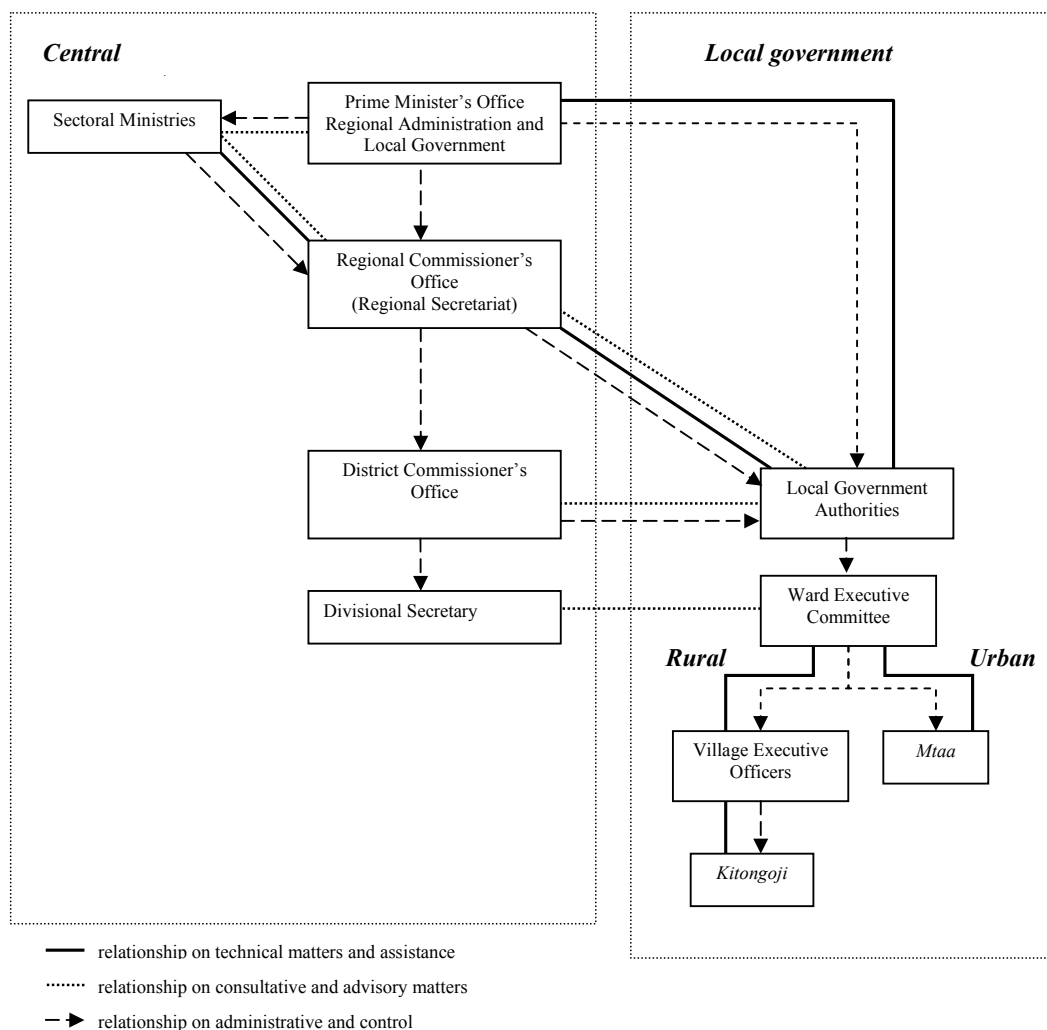 Central
Local government
Sectoral Ministries
Prime Minister’s Office
Regional Administration and
Local Government
Regional Commissioner’s
Office
(Regional Secretariat)
District Commissioner’s
Office
Local Government
Authorities
Divisional Secretary
Ward Executive
Committee
Rural
Urban
Village Executive
Officers
Mtaa
Kitongoji
relationship on technical matters and assistance
relationship on consultative and advisory matters
relationship on administrative and control